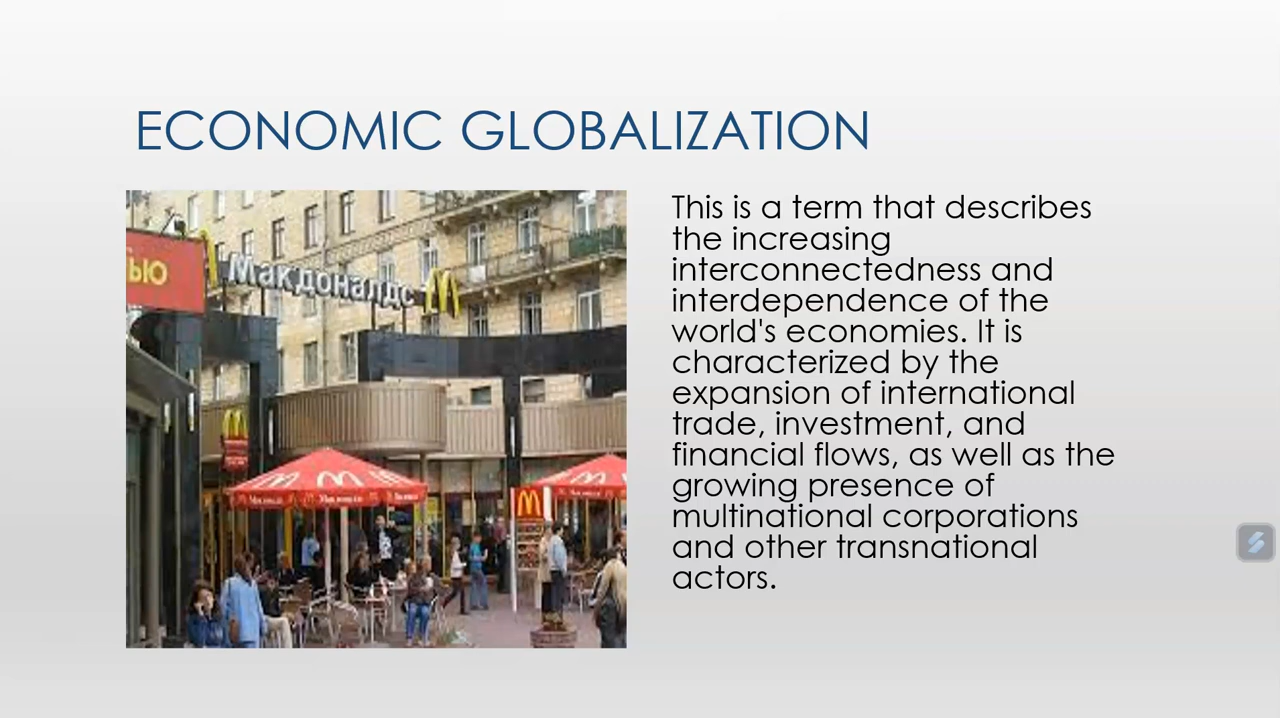 ECONOMIC GLOBALIZATION
ью
Макдоналдс
This is a term that describes
the increasing
interconnectedness and
interdependence of the
world's economies. It is
characterized by the
expansion of international
trade, investment, and
financial flows, as well as the
growing presence of
multinational corporations
and other transnational
actors.